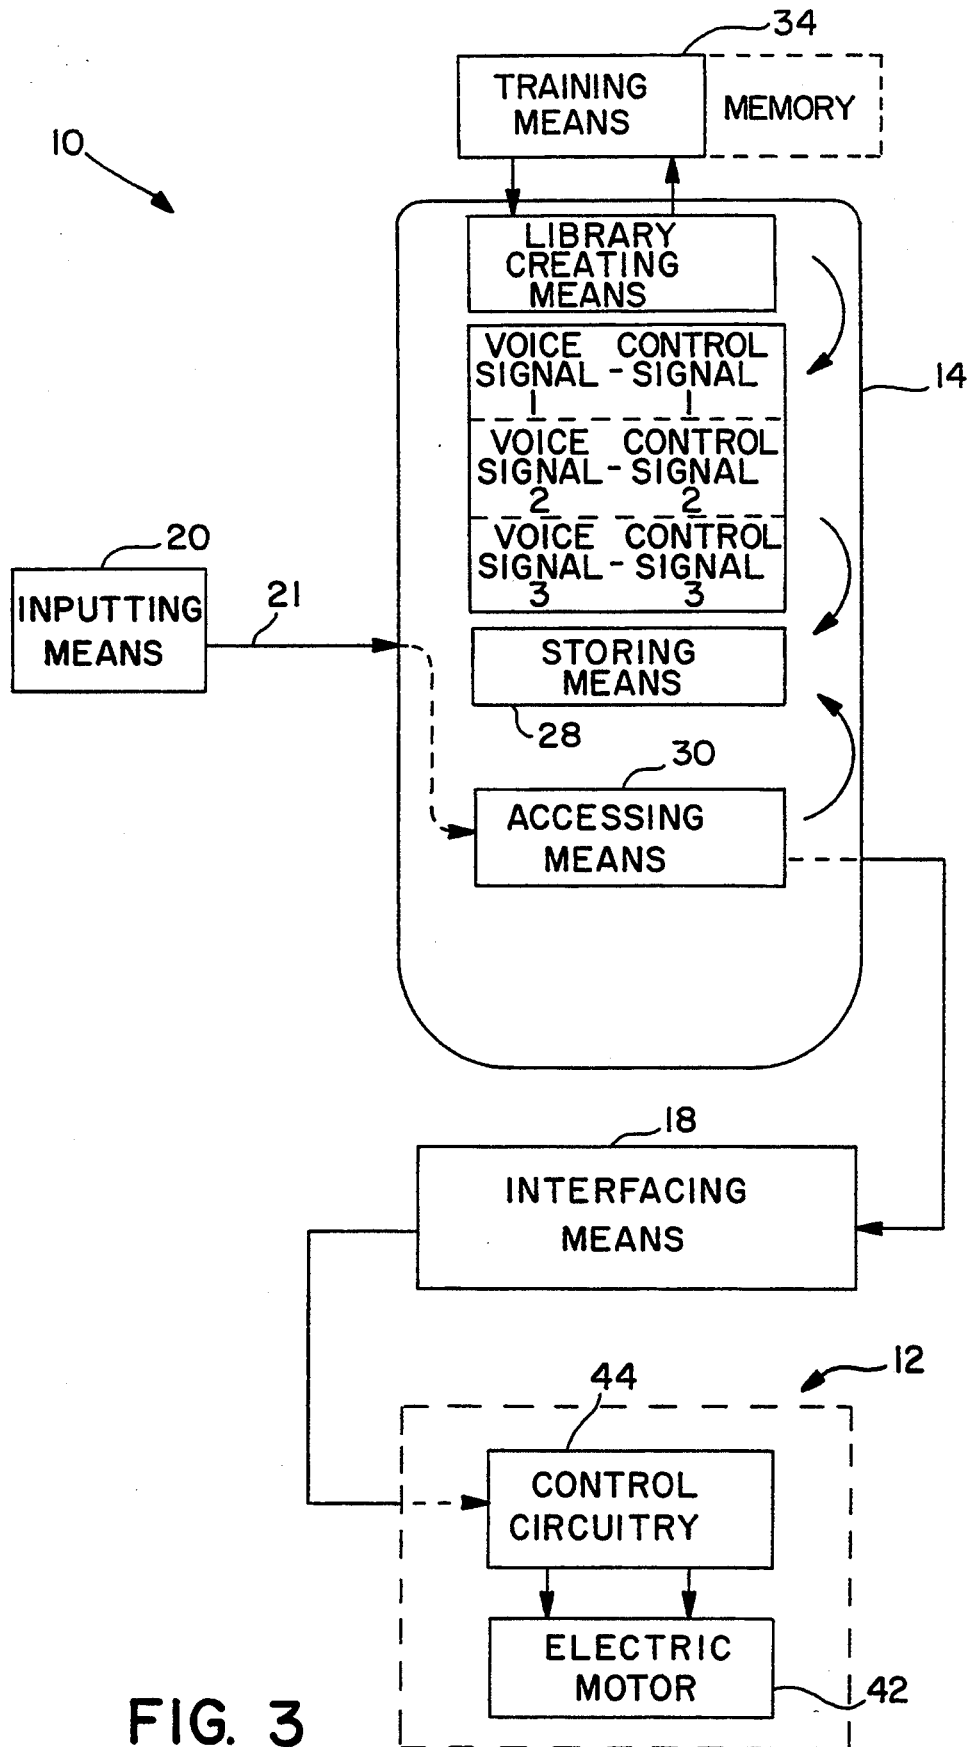 34
TRAINING
MEANS
MEMORY
10
LIBRARY
CREATING
MEANS
VOICE CONTROL
SIGNAL - SIGNAL
1 1
14
VOICE CONTROL
SIGNAL - SIGNAL
2 2
VOICE CONTROL
SIGNAL - SIGNAL
3 3
20
INPUTTING
MEANS
21
STORING
MEANS
28
30
ACCESSING
MEANS
18
INTERFACING
MEANS
12
44
CONTROL
CIRCUITRY
ELECTRIC
MOTOR
42
FIG. 3